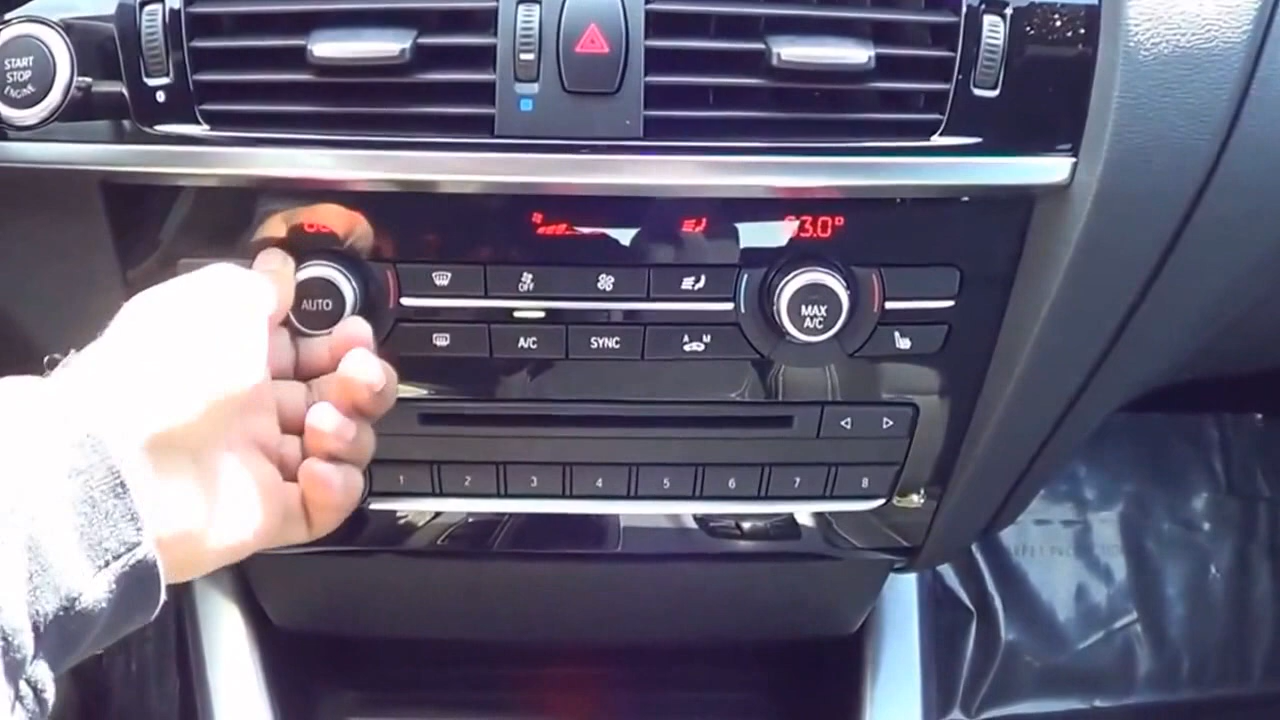 START
STOP
ENGINE
3.0°
AUTO
OFF
MAX
A/C
A/C
SYNC
A M
1 2 3 4 5 6 7 8